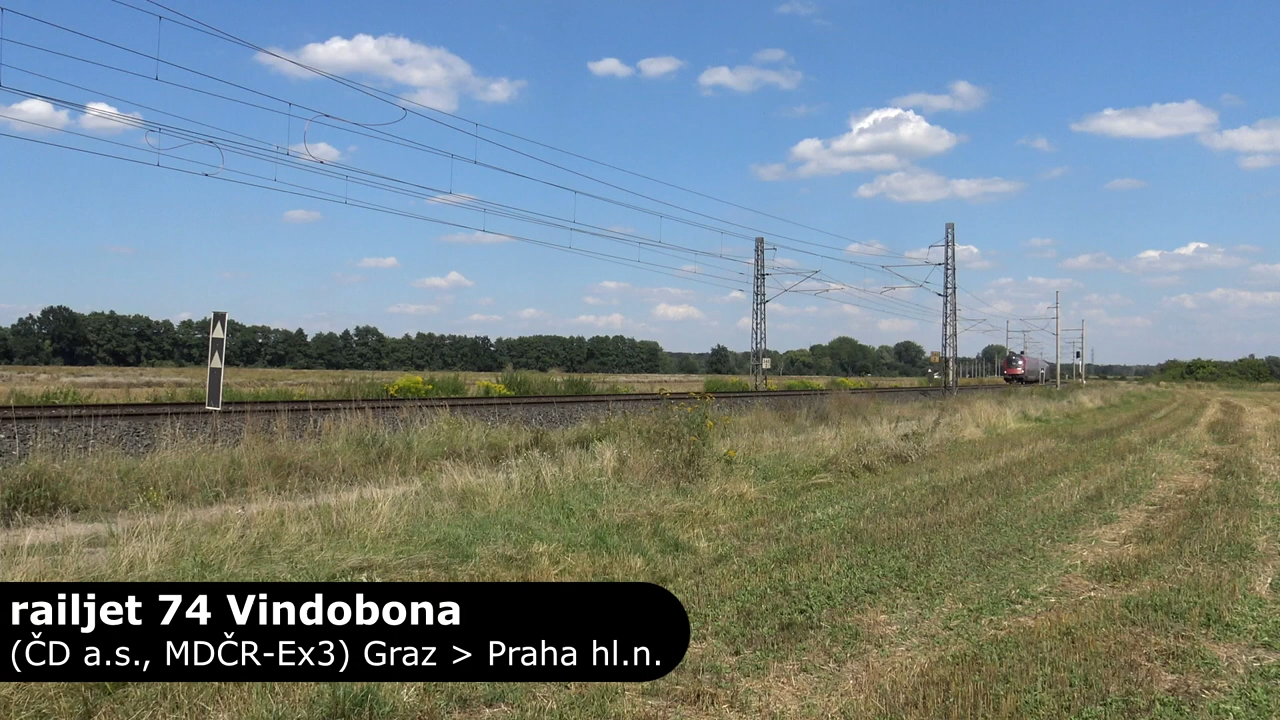 railjet 74 Vindobona
(ČD a.s., MDČR-Ex3) Graz > Praha hl.n.